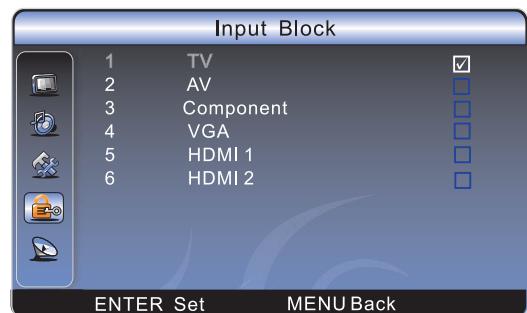 Input Block
1 TV
2 AV
3 Component
4 VGA
5 HDMI 1
6 HDMI 2
ENTER Set MENU Back